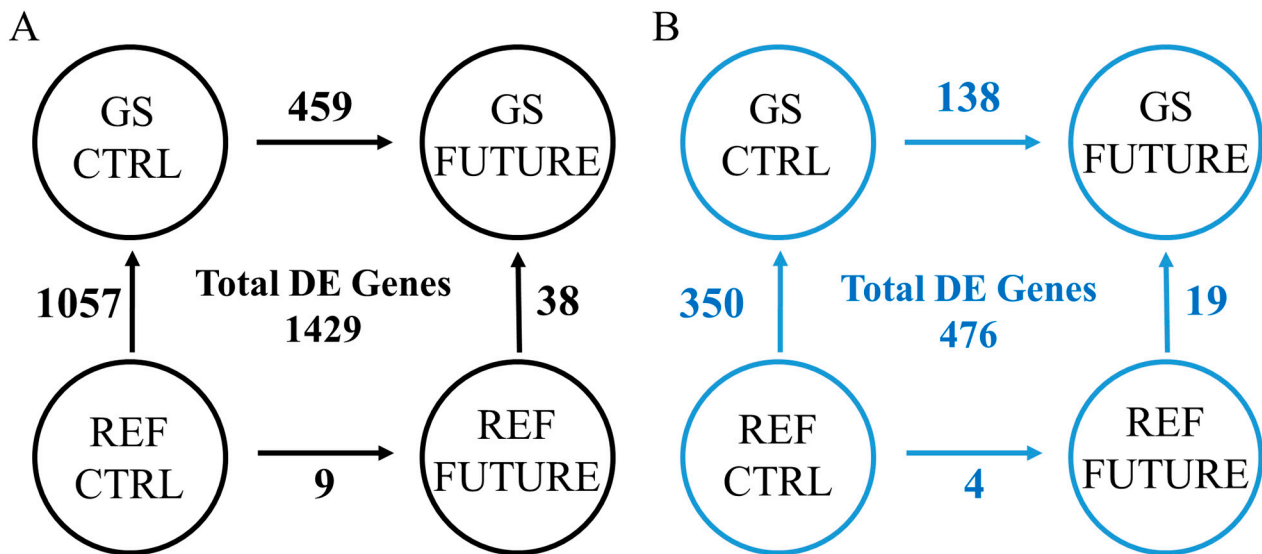 A
GS
CTRL
459
GS
FUTURE
1057
Total DE Genes
1429
38
REF
CTRL
9
REF
FUTURE
B
GS
CTRL
138
GS
FUTURE
350
Total DE Genes
476
19
REF
CTRL
4
REF
FUTURE